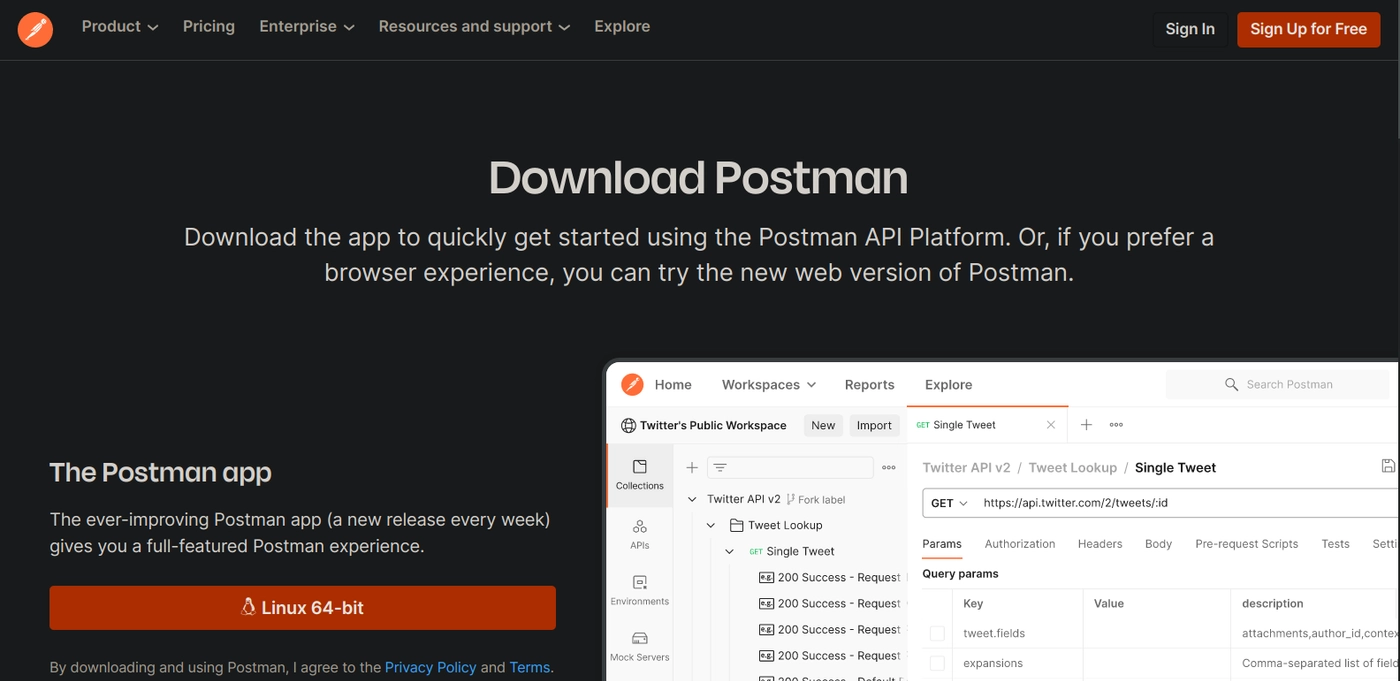 Product
Pricing
Enterprise
Resources and support
Explore
Sign In
Sign Up for Free
Download Postman
Download the app to quickly get started using the Postman API Platform. Or, if you prefer a
browser experience, you can try the new web version of Postman.
The Postman app
The ever-improving Postman app (a new release every week)
gives you a full-featured Postman experience.
Linux 64-bit
By downloading and using Postman, I agree to the Privacy Policy and Terms.
Home
Workspaces
Reports
Explore
Search Postman
Twitter's Public Workspace
New
Import
GET Single Tweet
Collections
APIs
Environments
Mock Servers
Twitter API v2 Fork label
Tweet Lookup
GET Single Tweet
e.g. 200 Success - Request
e.g. 200 Success - Request
e.g. 200 Success - Request
e.g. 200 Success - Request
Twitter API v2 / Tweet Lookup / Single Tweet
GET https://api.twitter.com/2/tweets/:id
Params
Authorization
Headers
Body
Pre-request Scripts
Tests
Query params
Key Value description
tweet.fields attachments,author_id,contex
expansions Comma-separated list of field